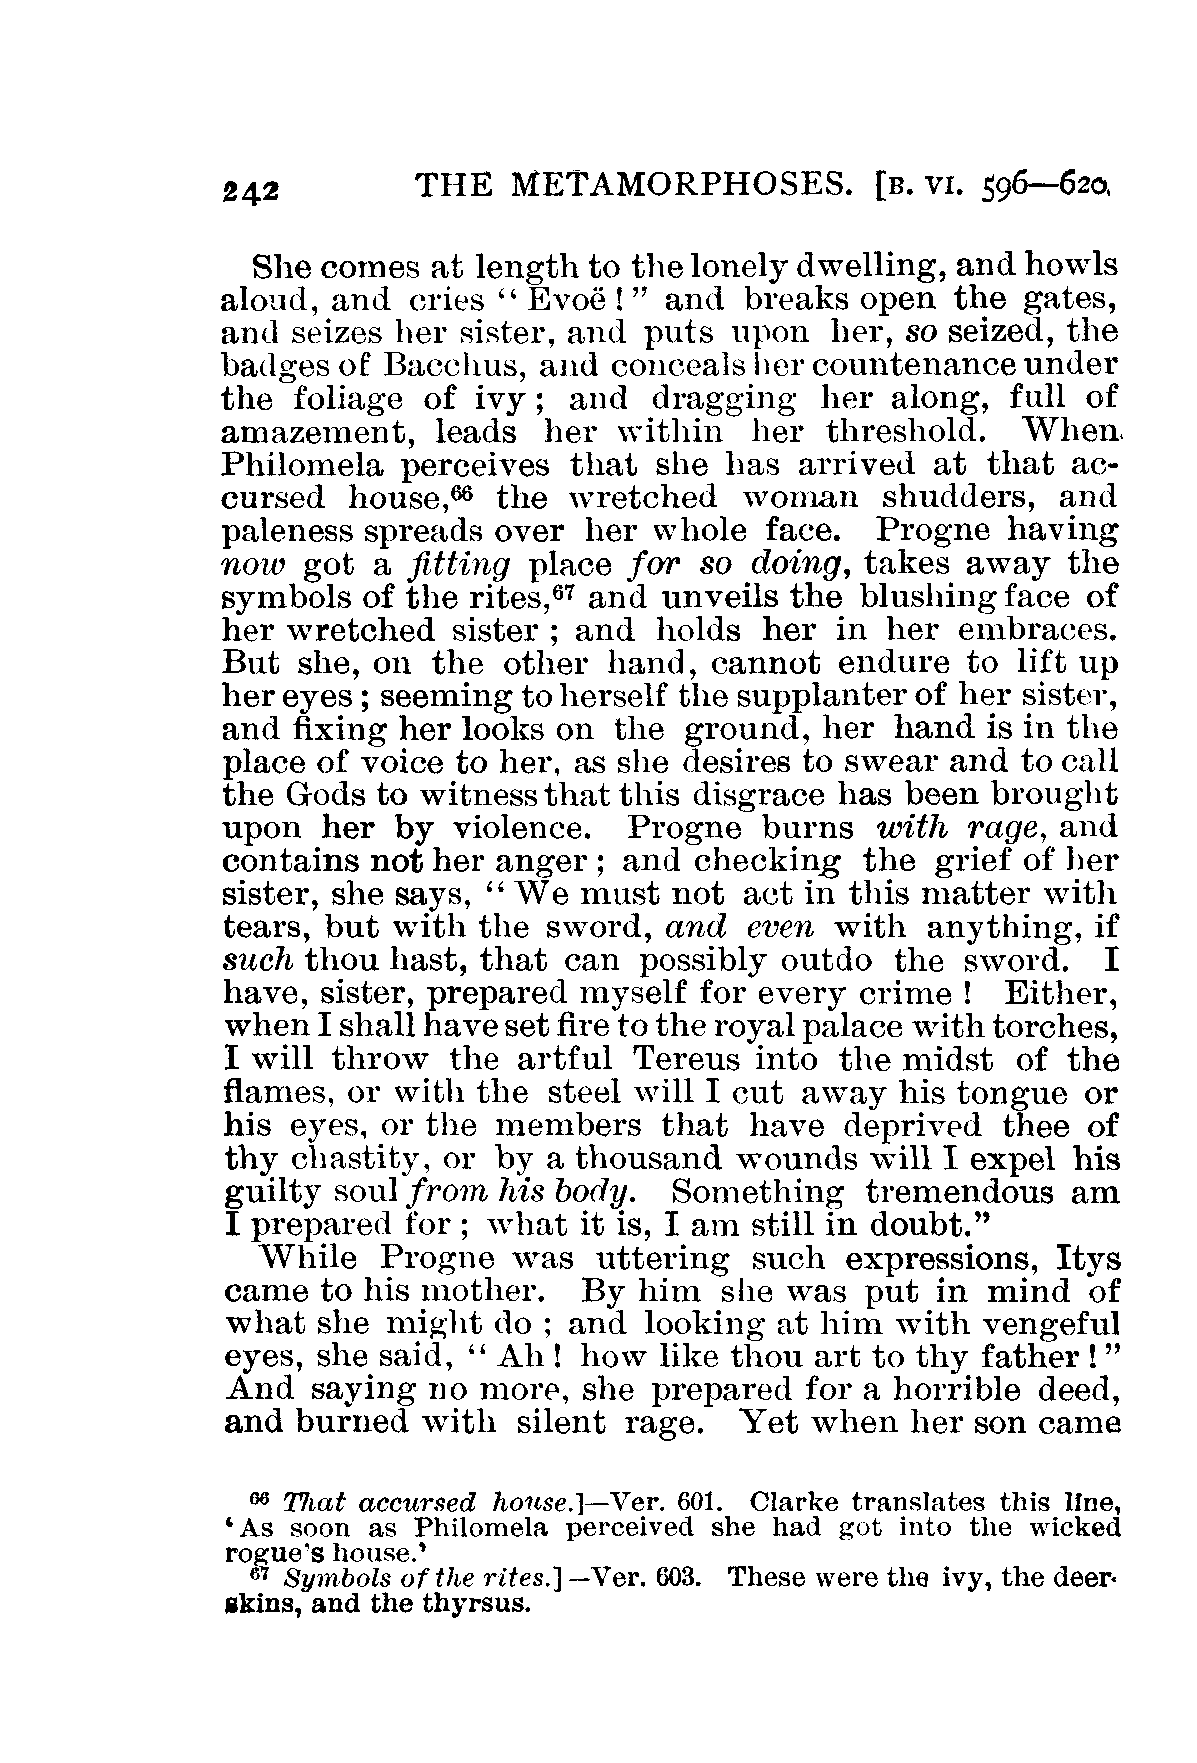 242 THE METAMORPHOSES. [B. VI. 596—620,
She comes at length to the lonely dwelling, and howls
aloud, and cries “ Evoë ! ” and breaks open the gates,
and seizes her sister, and puts upon her, so seized, the
badges of Bacchus, and conceals her countenance under
the foliage of ivy ; and dragging her along, full of
amazement, leads her within her threshold. When
Philomela perceives that she has arrived at that ac-
cursed house,⁶⁶ the wretched woman shudders, and
paleness spreads over her whole face. Progne having
now got a fitting place for so doing, takes away the
symbols of the rites,⁶⁷ and unveils the blushing face of
her wretched sister ; and holds her in her embraces.
But she, on the other hand, cannot endure to lift up
her eyes ; seeming to herself the supplanter of her sister,
and fixing her looks on the ground, her hand is in the
place of voice to her, as she desires to swear and to call
the Gods to witness that this disgrace has been brought
upon her by violence. Progne burns with rage, and
contains not her anger ; and checking the grief of her
sister, she says, “ We must not act in this matter with
tears, but with the sword, and even with anything, if
such thou hast, that can possibly outdo the sword. I
have, sister, prepared myself for every crime ! Either,
when I shall have set fire to the royal palace with torches,
I will throw the artful Tereus into the midst of the
flames, or with the steel will I cut away his tongue or
his eyes, or the members that have deprived thee of
thy chastity, or by a thousand wounds will I expel his
guilty soul from his body. Something tremendous am
I prepared for ; what it is, I am still in doubt.”
While Progne was uttering such expressions, Itys
came to his mother. By him she was put in mind of
what she might do ; and looking at him with vengeful
eyes, she said, “ Ah ! how like thou art to thy father ! ”
And saying no more, she prepared for a horrible deed,
and burned with silent rage. Yet when her son came
⁶⁶ That accursed house.]—Ver. 601. Clarke translates this line,
‘As soon as Philomela perceived she had got into the wicked
rogue's house.’
⁶⁷ Symbols of the rites.]—Ver. 603. These were the ivy, the deer-
skins, and the thyrsus.